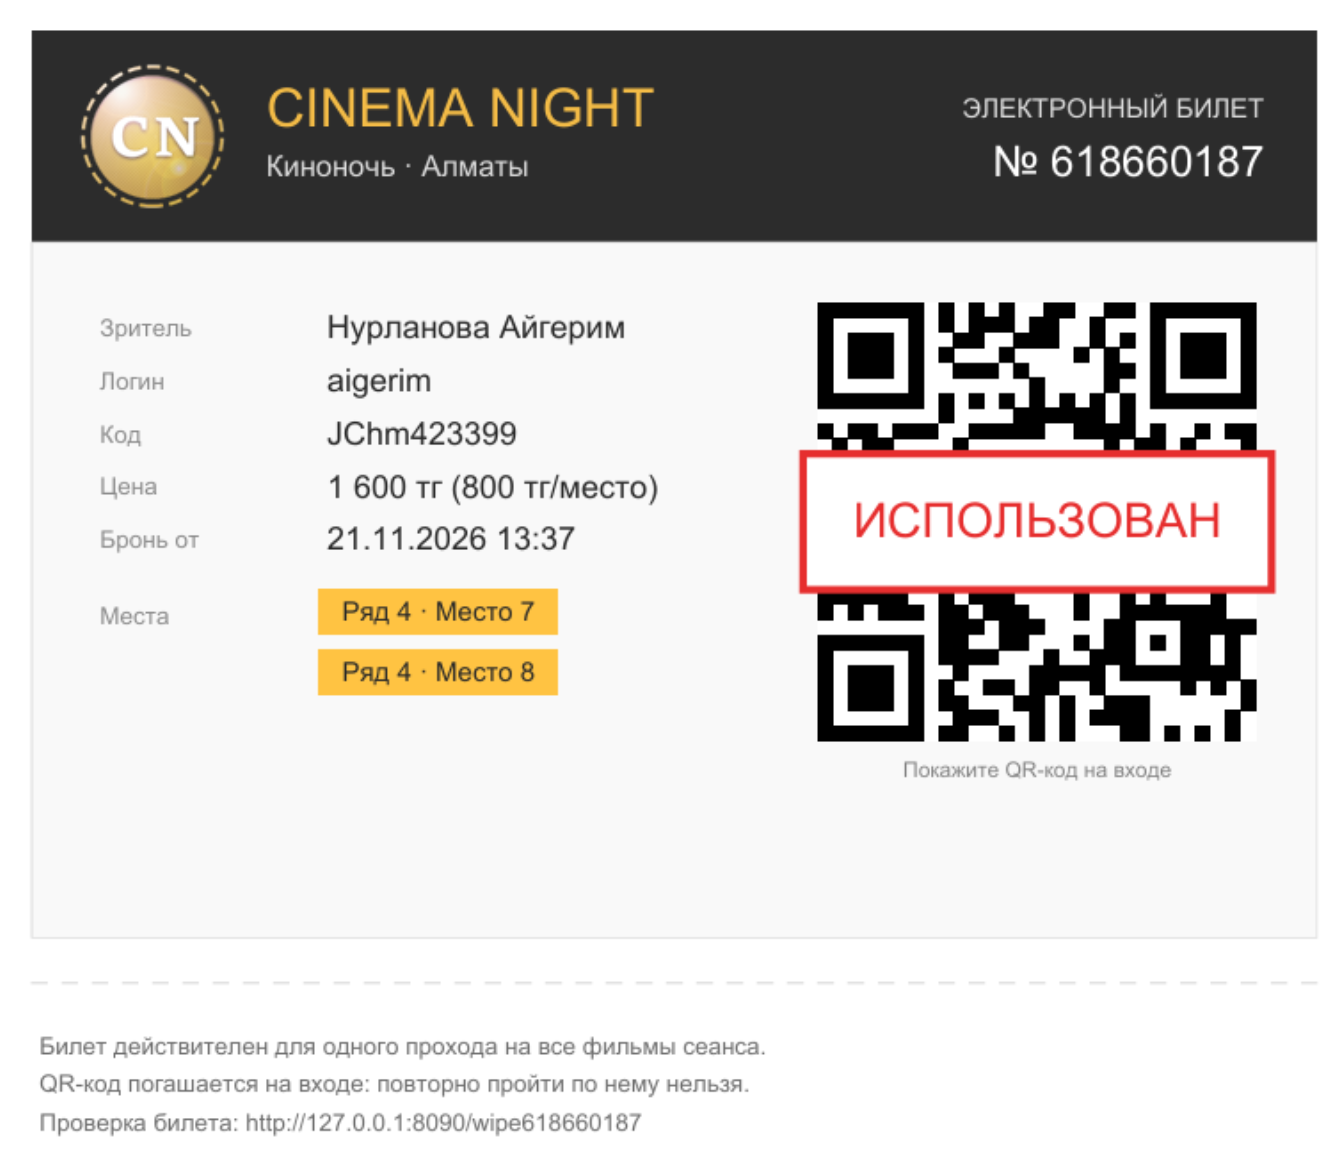 CN
CINEMA NIGHT
Киноночь · Алматы
ЭЛЕКТРОННЫЙ БИЛЕТ
№ 618660187
Зритель Нурланова Айгерим
Логин aigerim
Код JChm423399
Цена 1 600 тг (800 тг/место)
Бронь от 21.11.2026 13:37
Места Ряд 4 · Место 7
Ряд 4 · Место 8
ИСПОЛЬЗОВАН
Покажите QR-код на входе
Билет действителен для одного прохода на все фильмы сеанса.
QR-код погашается на входе: повторно пройти по нему нельзя.
Проверка билета: http://127.0.0.1:8090/wipe618660187